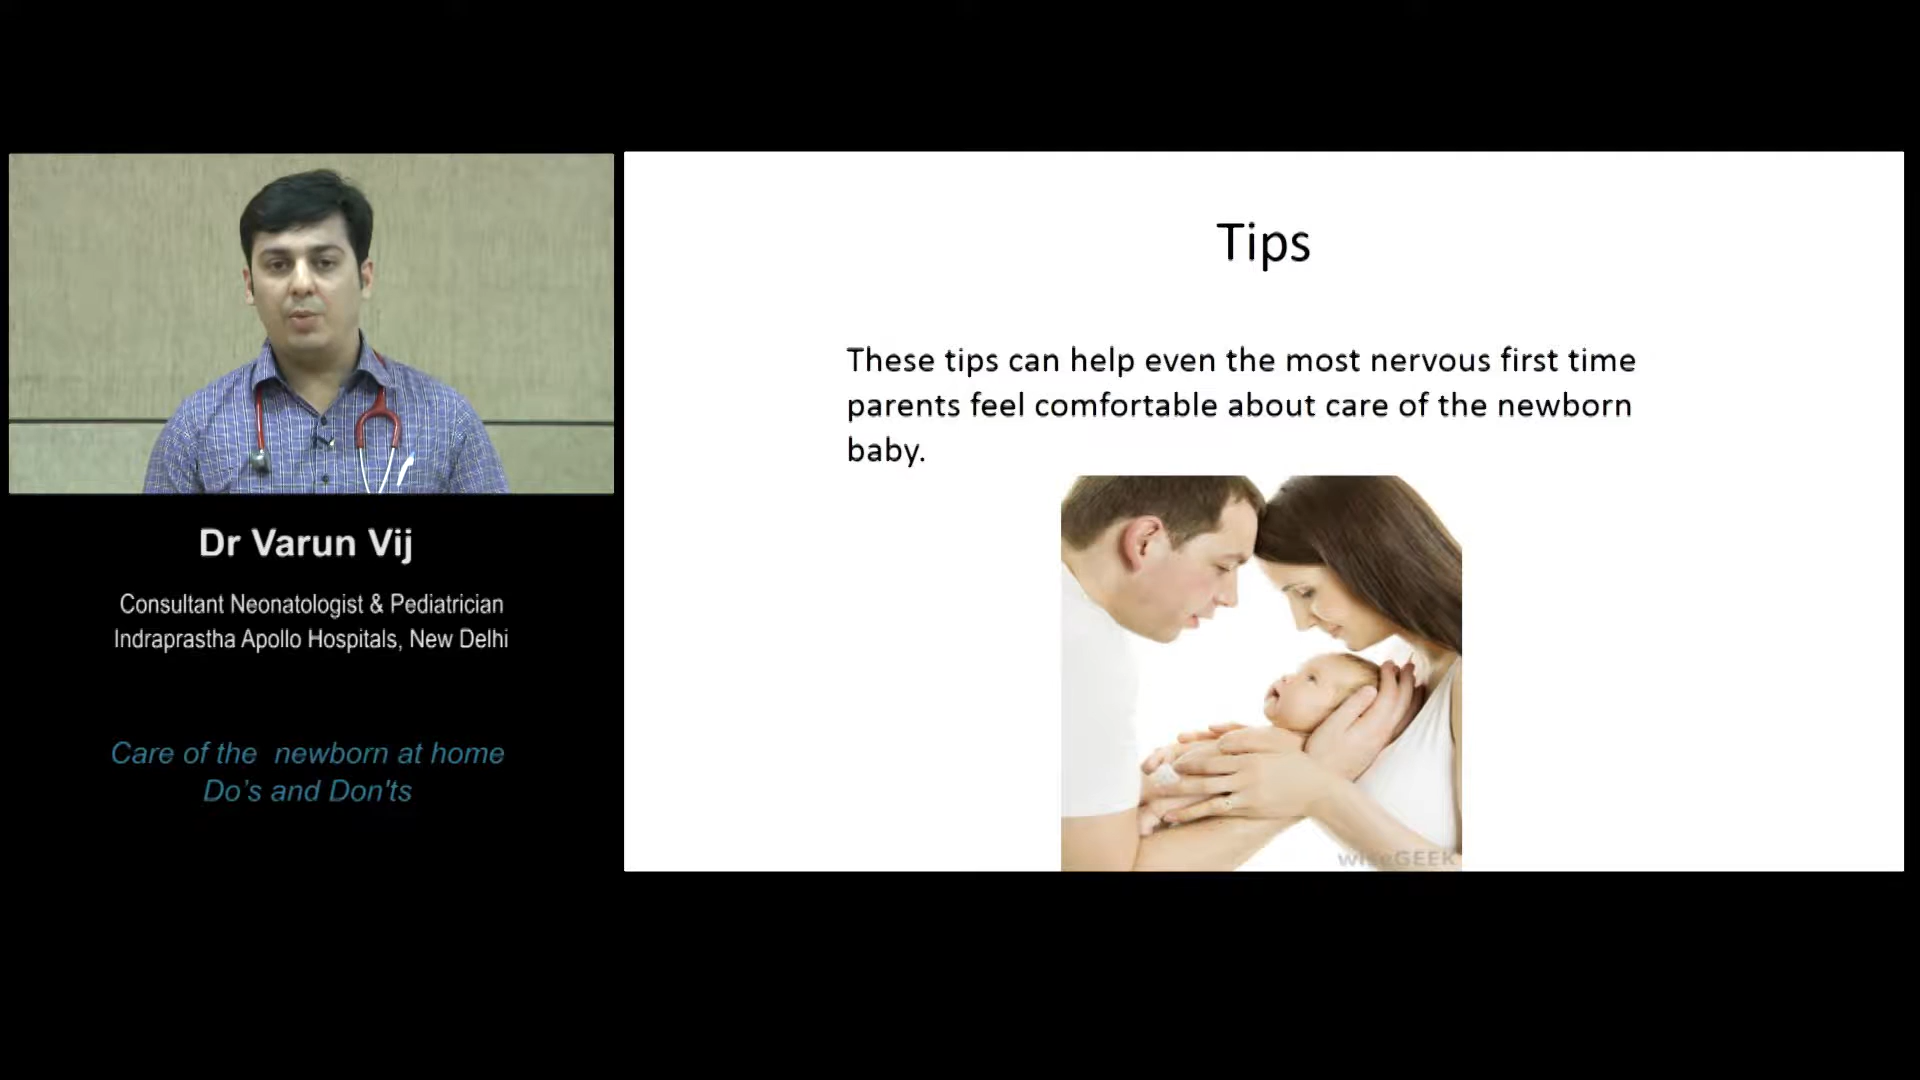 Dr Varun Vij
Consultant Neonatologist & Pediatrician
Indraprastha Apollo Hospitals, New Delhi
Care of the  newborn at home
Do’s and Don'ts
Tips
These tips can help even the most nervous first time
parents feel comfortable about care of the newborn
baby.
wiseGEEK